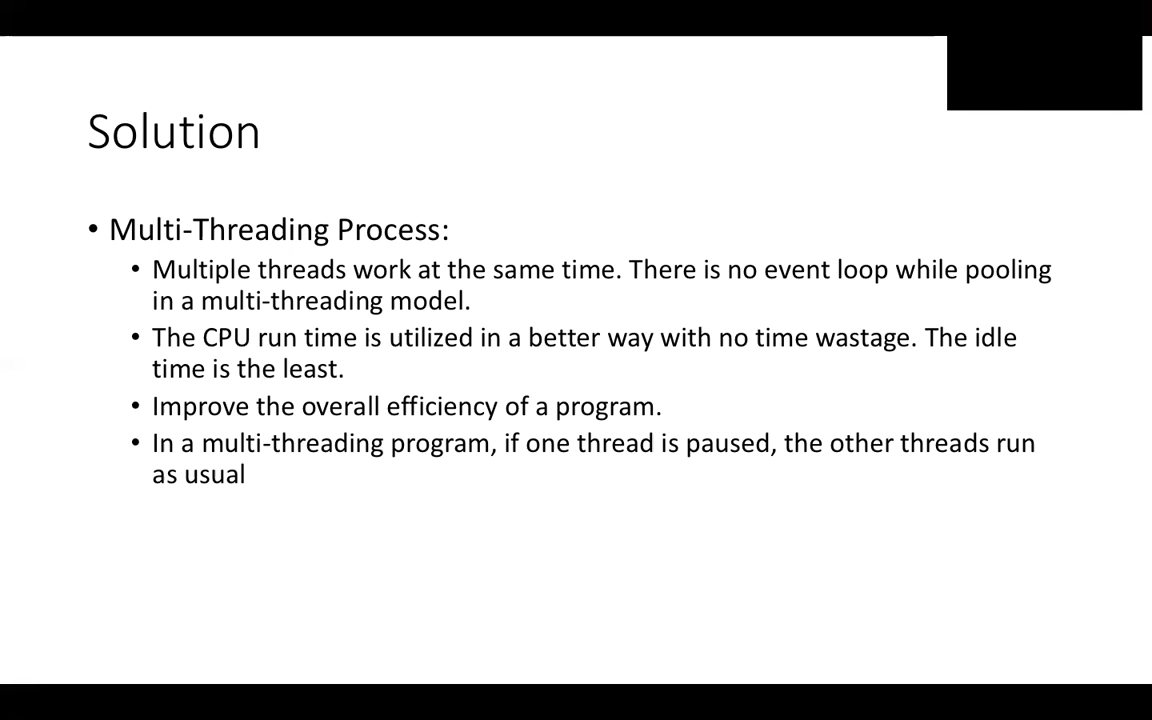 Solution
• Multi-Threading Process:
• Multiple threads work at the same time. There is no event loop while pooling
in a multi-threading model.
• The CPU run time is utilized in a better way with no time wastage. The idle
time is the least.
• Improve the overall efficiency of a program.
• In a multi-threading program, if one thread is paused, the other threads run
as usual